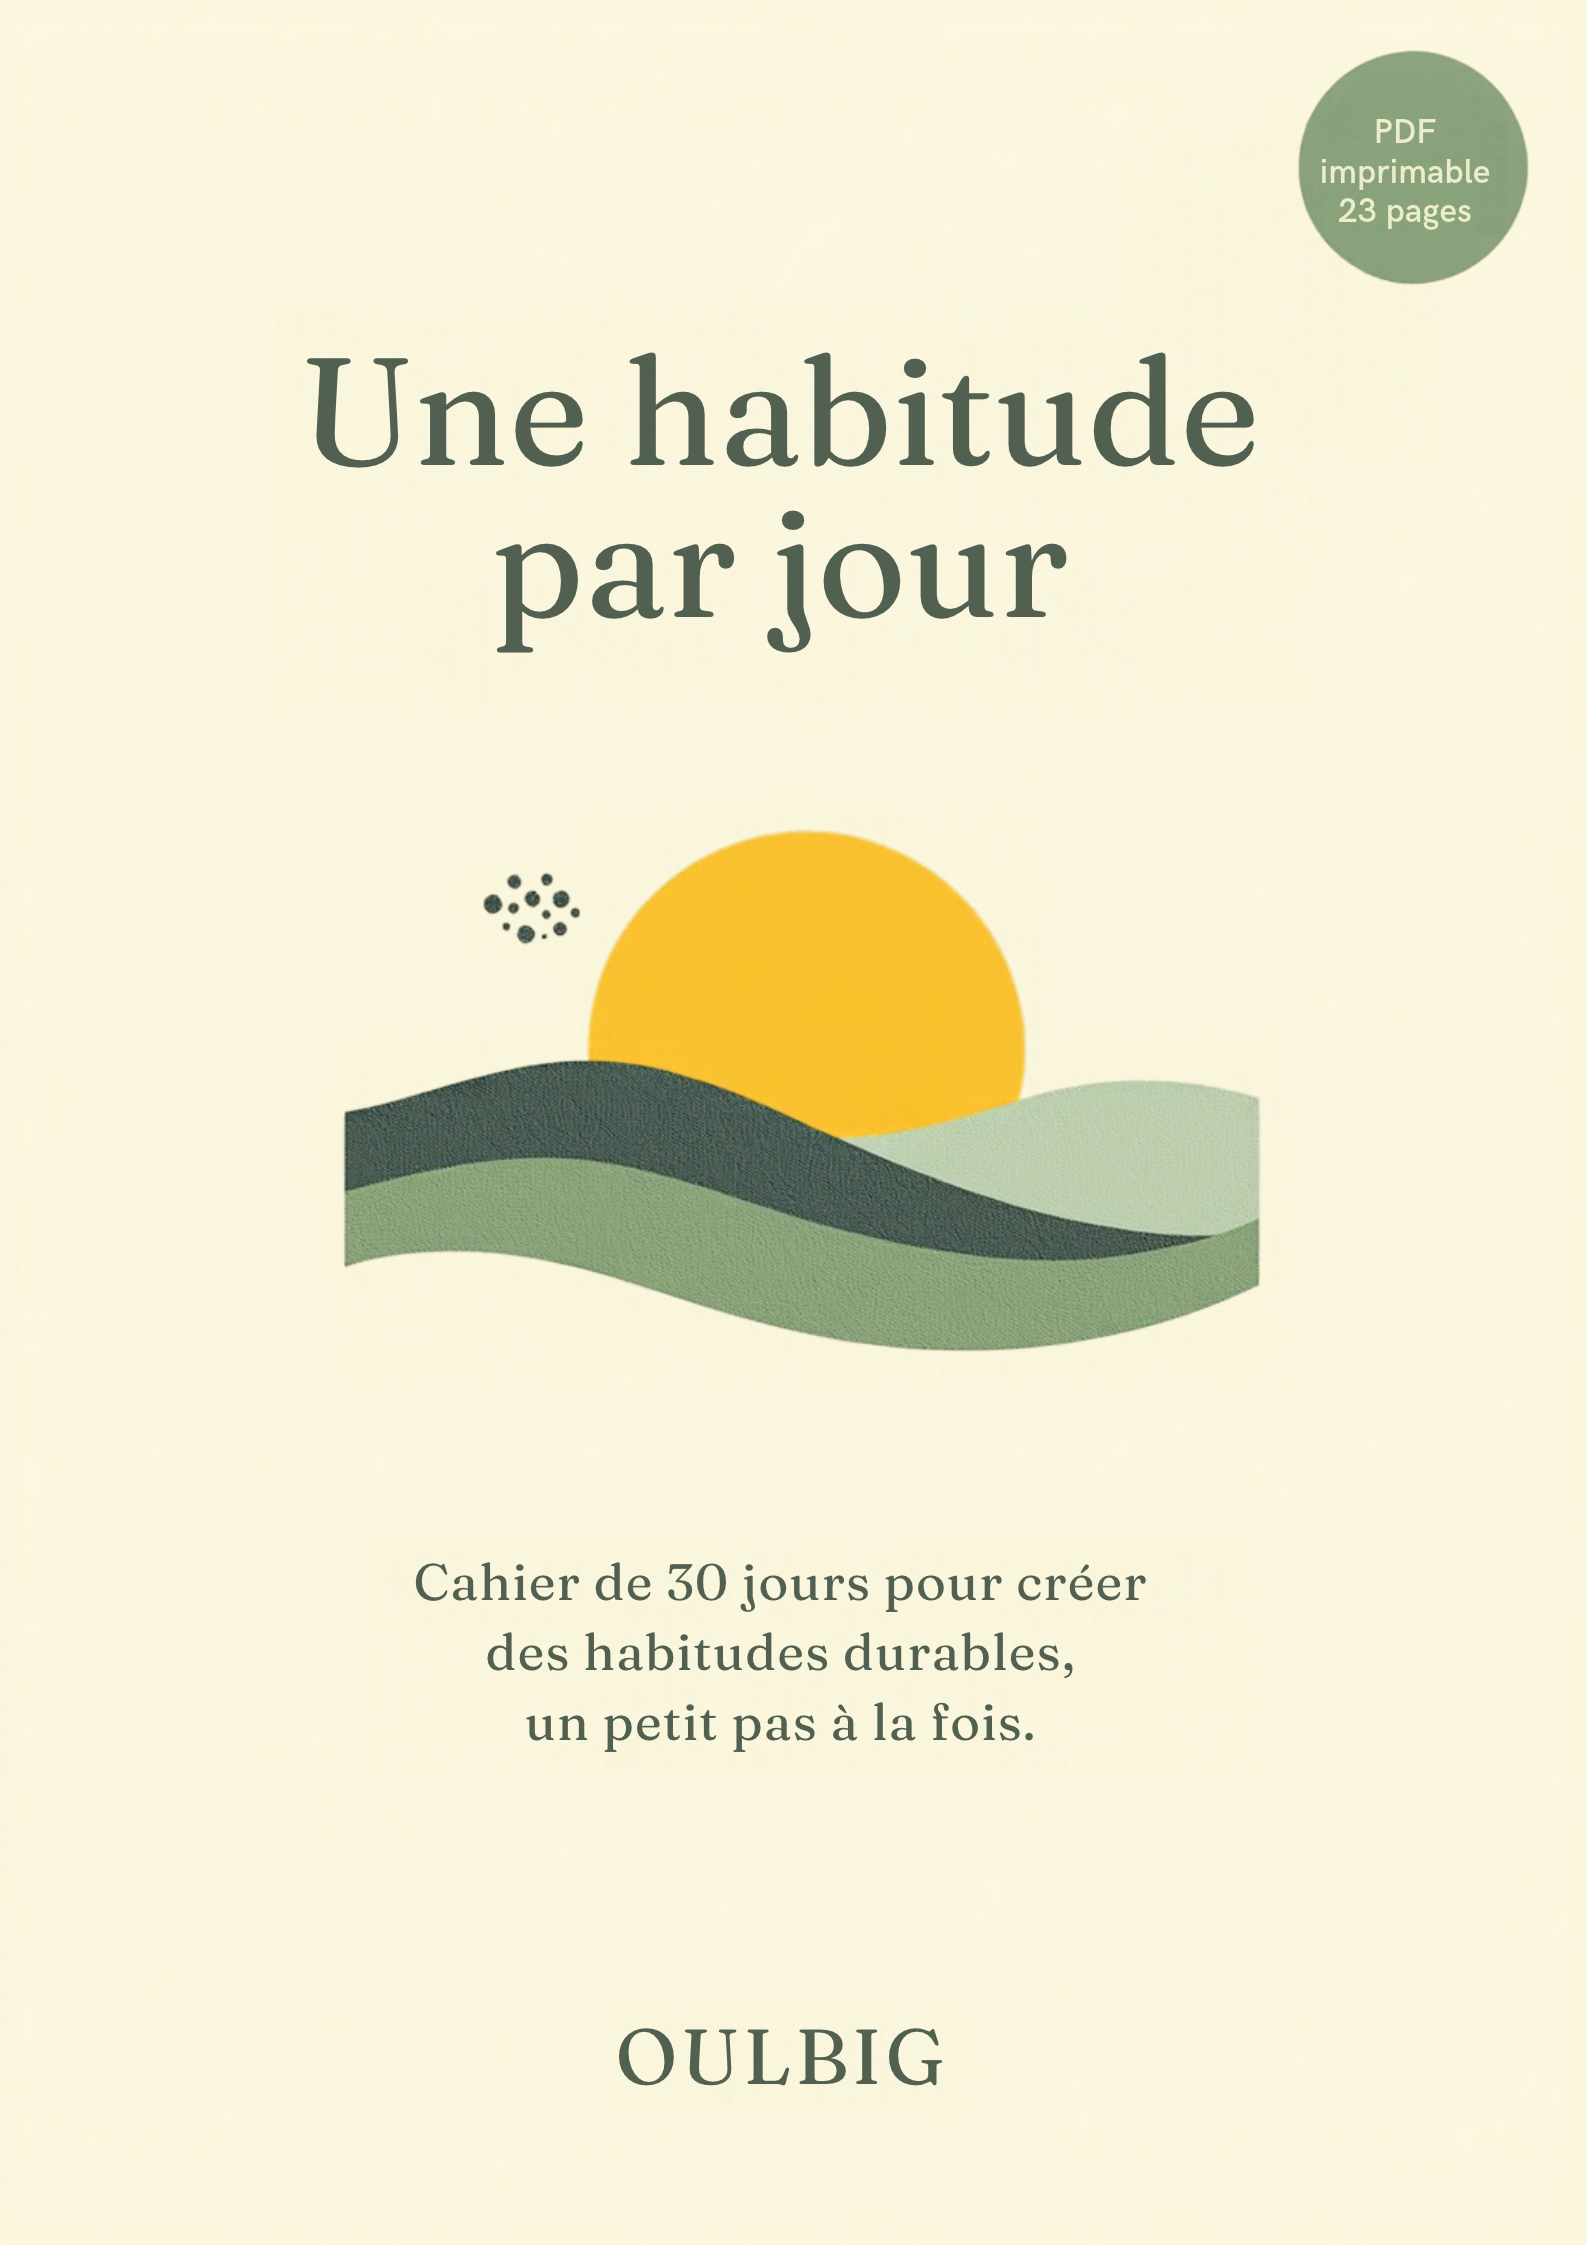 PDF
imprimable
23 pages
Une habitude
par jour
Cahier de 30 jours pour créer
des habitudes durables,
un petit pas à la fois.
OULBIG